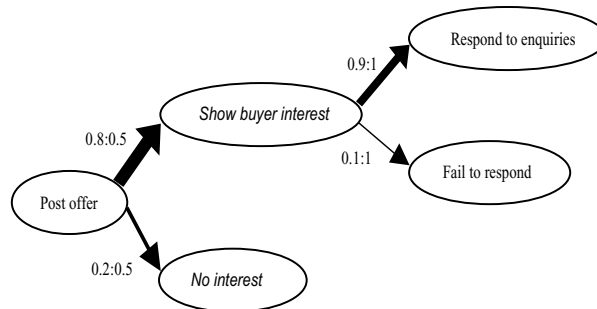 Respond to enquiries
0.9:1
Show buyer interest
0.8:0.5
0.1:1
Fail to respond
Post offer
0.2:0.5
No interest